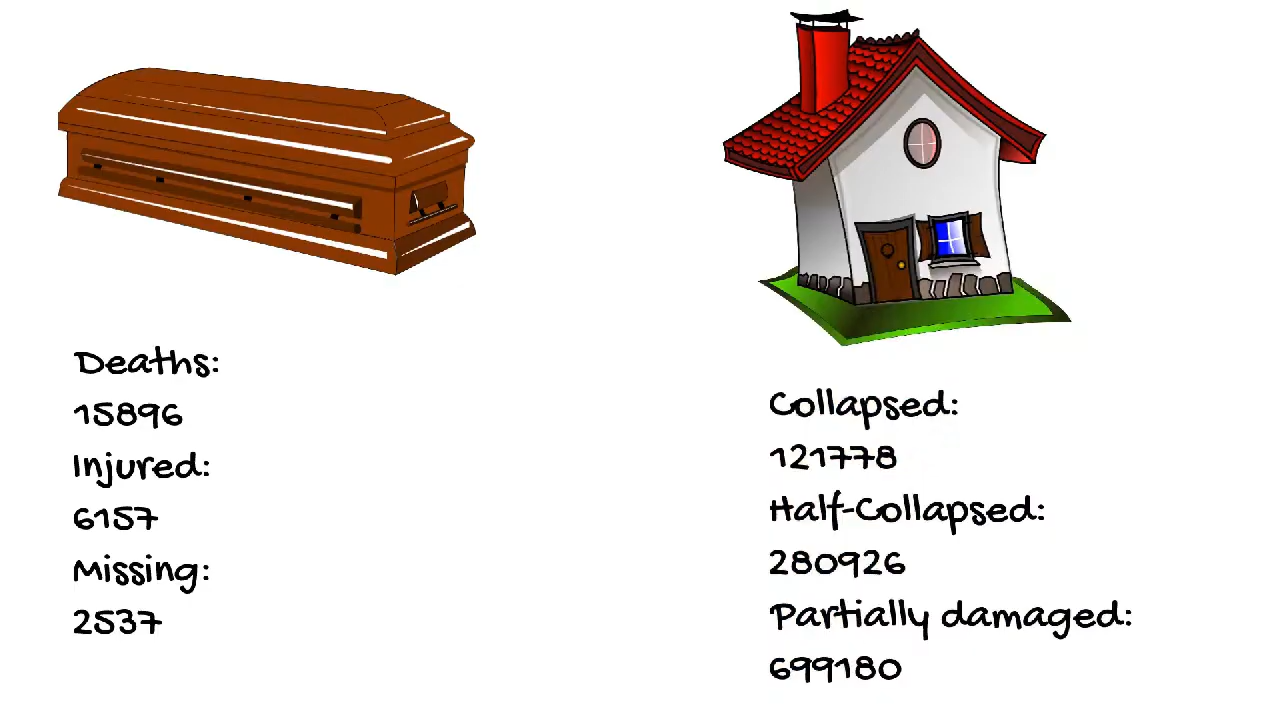 Deaths:
15896
Injured:
6157
Missing:
2537
Collapsed:
121778
Half-Collapsed:
280926
Partially damaged:
699180